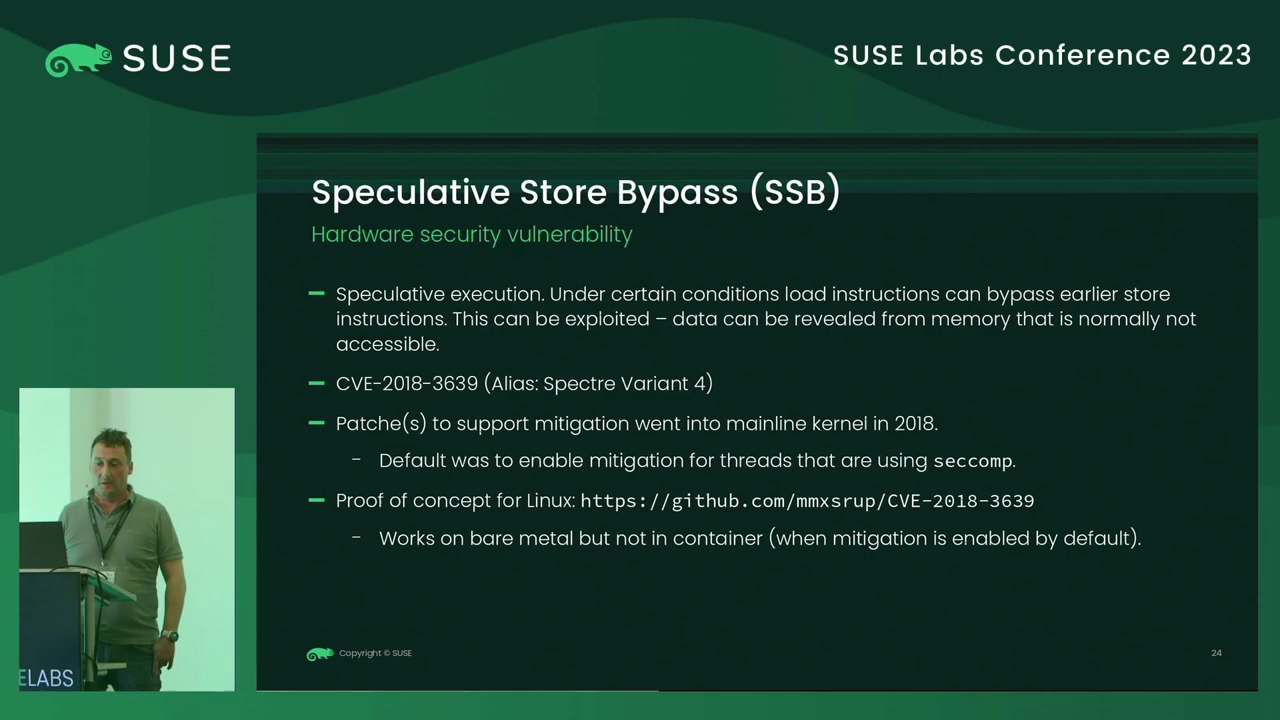 SUSE
SUSE Labs Conference 2023
Speculative Store Bypass (SSB)
Hardware security vulnerability
Speculative execution. Under certain conditions load instructions can bypass earlier store
instructions. This can be exploited – data can be revealed from memory that is normally not
accessible.
CVE-2018-3639 (Alias: Spectre Variant 4)
Patche(s) to support mitigation went into mainline kernel in 2018.
- Default was to enable mitigation for threads that are using seccomp.
Proof of concept for Linux: https://github.com/mmxsrup/CVE-2018-3639
- Works on bare metal but not in container (when mitigation is enabled by default).
Copyright © SUSE
24
ELABS